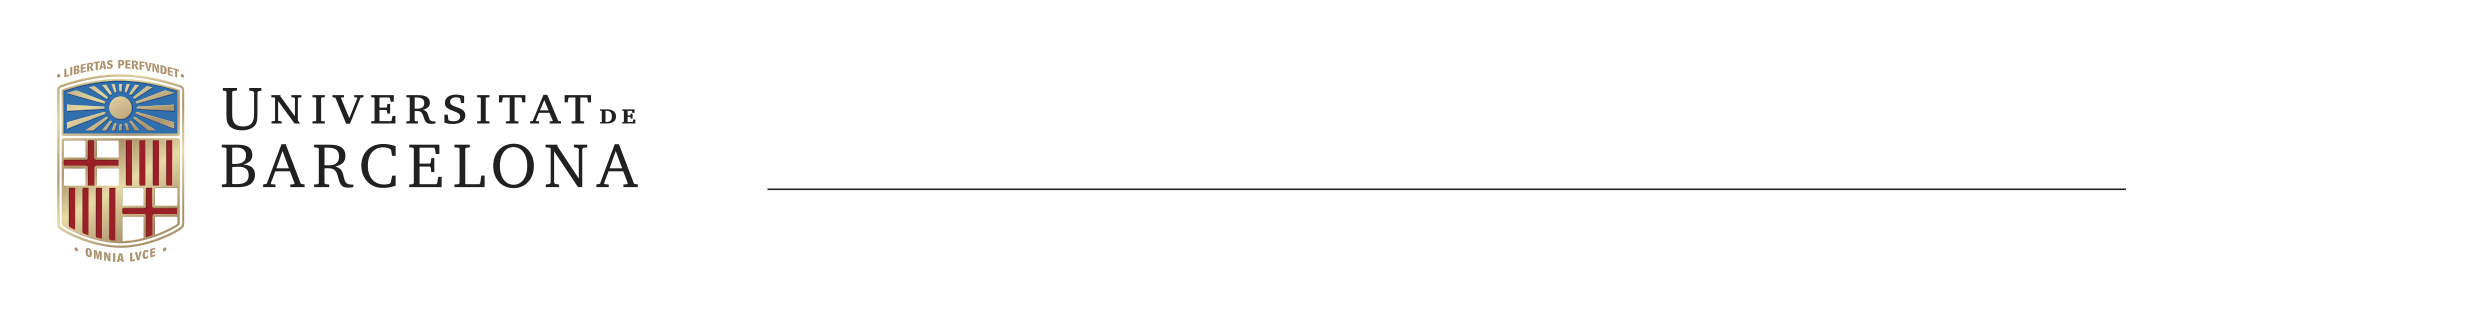 · LIBERTAS PERFVNDET ·
UNIVERSITAT DE
BARCELONA
· OMNIA LVCE ·